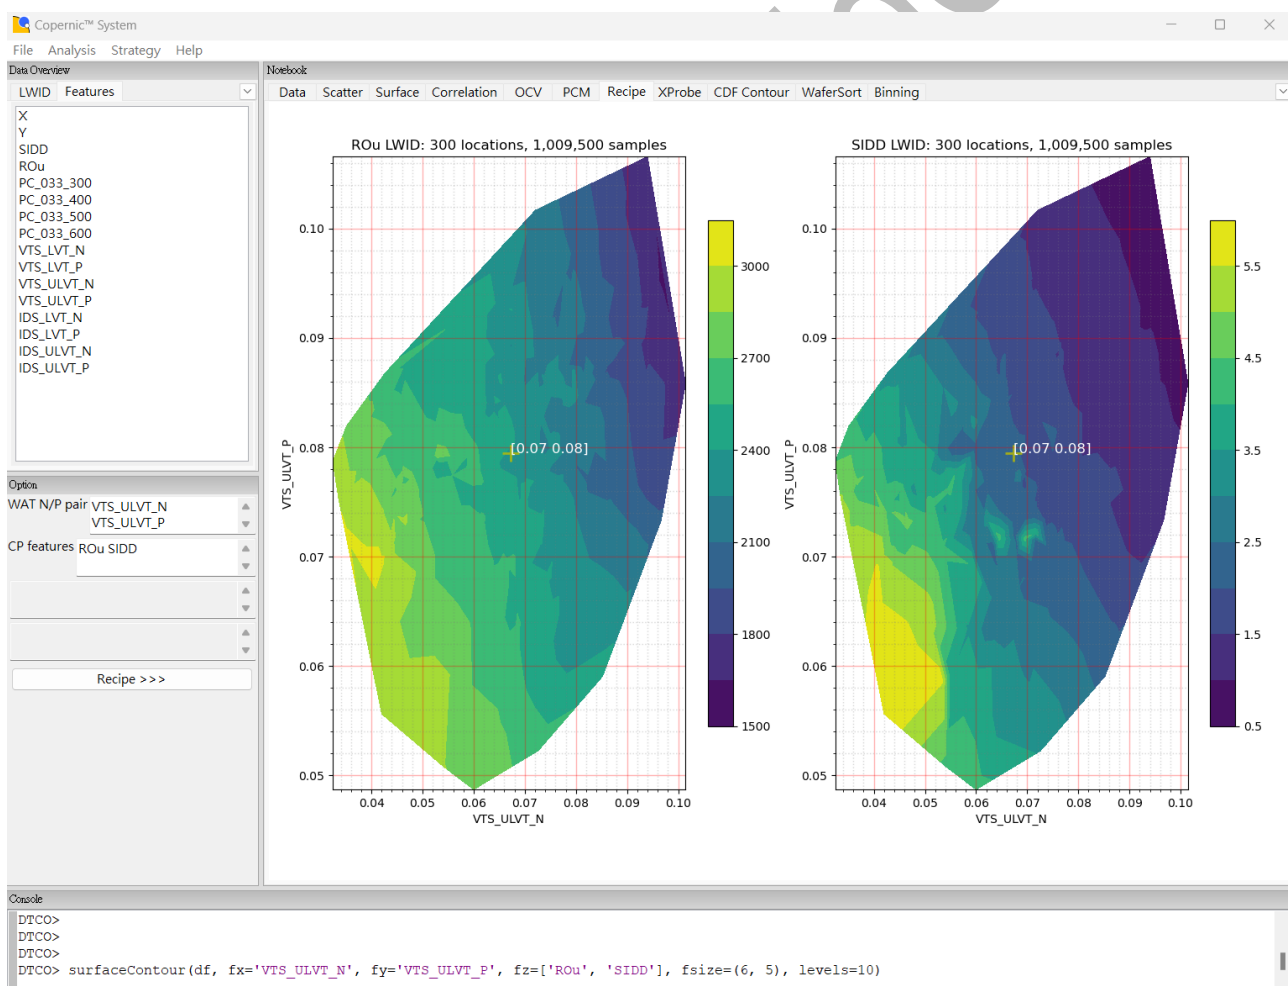 Copernic™ System
File Analysis Strategy Help
Data Overview
LWID Features
X
Y
SIDD
ROu
PC_033_300
PC_033_400
PC_033_500
PC_033_600
VTS_LVT_N
VTS_LVT_P
VTS_ULVT_N
VTS_ULVT_P
IDS_LVT_N
IDS_LVT_P
IDS_ULVT_N
IDS_ULVT_P
Option
WAT N/P pair VTS_ULVT_N
VTS_ULVT_P
CP features ROu SIDD
Recipe >>>
Notebook
Data Scatter Surface Correlation OCV PCM Recipe XProbe CDF Contour WaferSort Binning
ROu LWID: 300 locations, 1,009,500 samples
VTS_ULVT_P
0.10
0.09
0.08
0.07
0.06
0.05
[0.07 0.08]
0.04 0.05 0.06 0.07 0.08 0.09 0.10
VTS_ULVT_N
3000
2700
2400
2100
1800
1500
SIDD LWID: 300 locations, 1,009,500 samples
VTS_ULVT_P
0.10
0.09
0.08
0.07
0.06
0.05
[0.07 0.08]
0.04 0.05 0.06 0.07 0.08 0.09 0.10
VTS_ULVT_N
5.5
4.5
3.5
2.5
1.5
0.5
Console
DTCO>
DTCO>
DTCO>
DTCO> surfaceContour(df, fx='VTS_ULVT_N', fy='VTS_ULVT_P', fz=['ROu', 'SIDD'], fsize=(6, 5), levels=10)